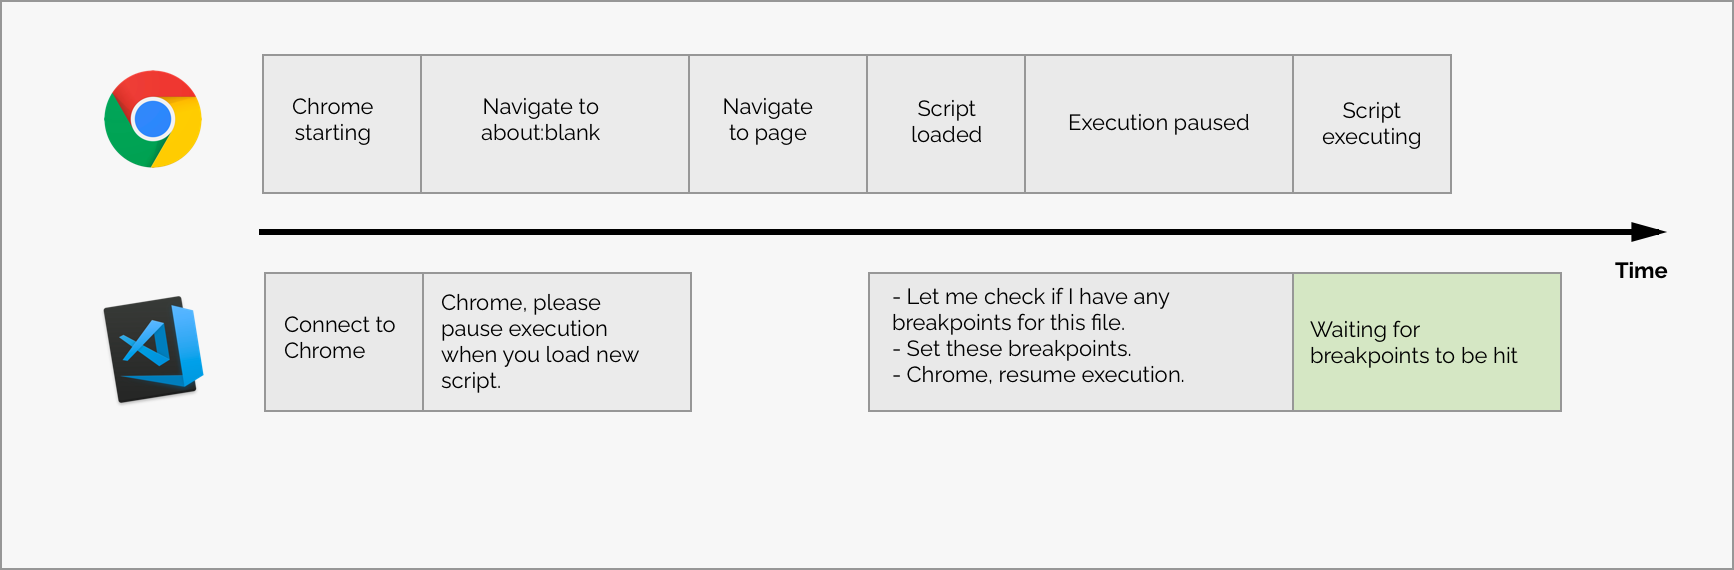 Chrome
starting
Navigate to
about:blank
Navigate
to page
Script
loaded
Execution paused
Script
executing
Time
Connect to
Chrome
Chrome, please
pause execution
when you load new
script.
- Let me check if I have any
breakpoints for this file.
- Set these breakpoints.
- Chrome, resume execution.
Waiting for
breakpoints to be hit